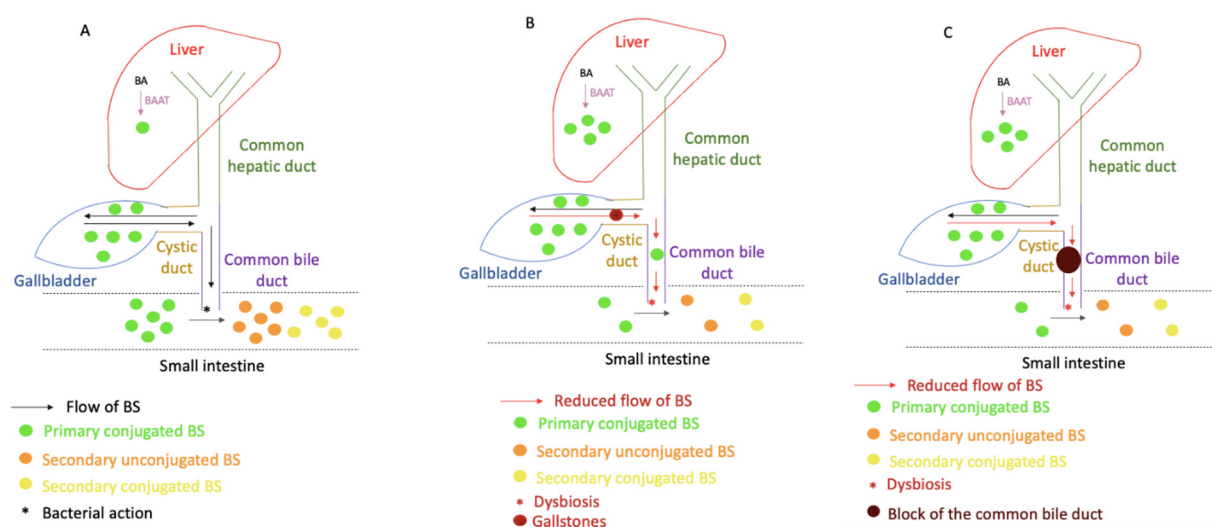 A
Liver
BA
BAAT
Common
hepatic duct
Cystic
duct
Common bile
duct
Gallbladder
*
Small intestine
Flow of BS
Primary conjugated BS
Secondary unconjugated BS
Secondary conjugated BS
* Bacterial action
B
Liver
BA
BAAT
Common
hepatic duct
Cystic
duct
Common bile
duct
Gallbladder
*
Small intestine
Reduced flow of BS
Primary conjugated BS
Secondary unconjugated BS
Secondary conjugated BS
* Dysbiosis
Gallstones
C
Liver
BA
BAAT
Common
hepatic duct
Cystic
duct
Common bile
duct
Gallbladder
*
Small intestine
Reduced flow of BS
Primary conjugated BS
Secondary unconjugated BS
Secondary conjugated BS
* Dysbiosis
Block of the common bile duct